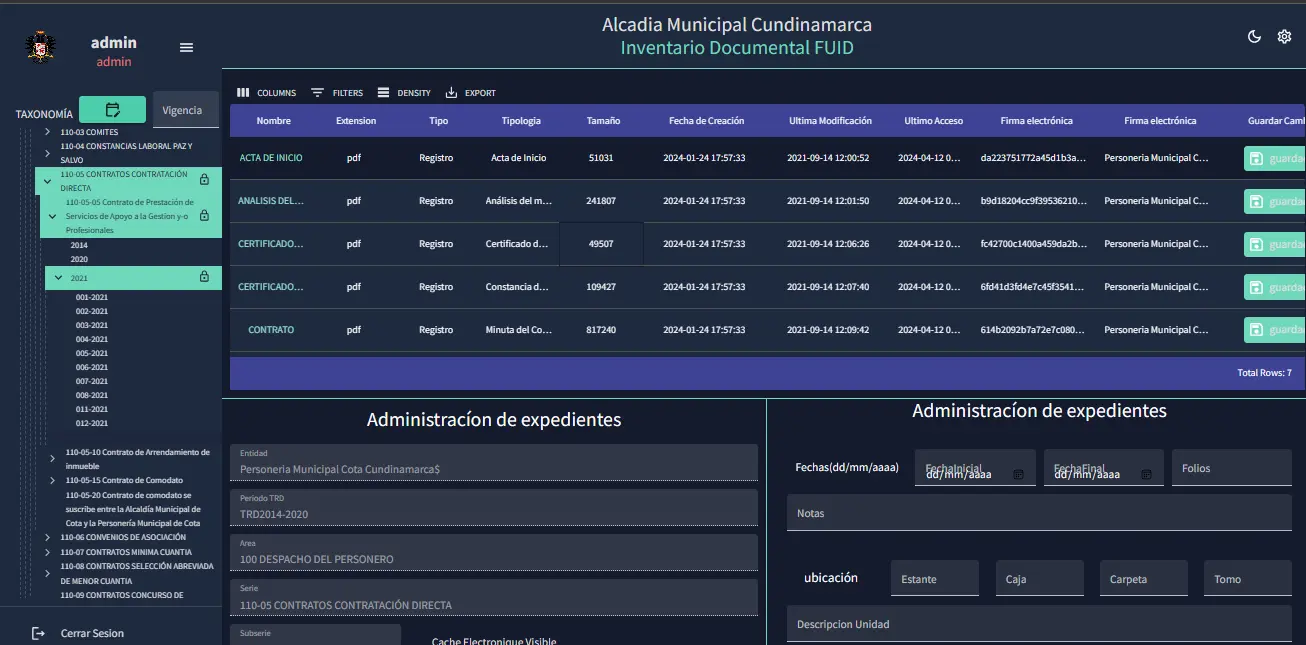 admin
admin
Alcadia Municipal Cundinamarca
Inventario Documental FUID
TAXONOMÍA
Vigencia
110-03 COMITES
110-04 CONSTANCIAS LABORAL PAZ Y
SALVO
110-05 CONTRATOS CONTRATACIÓN
DIRECTA
110-05-05 Contrato de Prestación de
Servicios de Apoyo a la Gestion y-o
Profesionales
2014
2020
2021
001-2021
002-2021
003-2021
004-2021
005-2021
006-2021
007-2021
008-2021
011-2021
012-2021
110-05-10 Contrato de Arrendamiento de
inmueble
110-05-15 Contrato de Comodato
110-05-20 Contrato de comodato se
suscribe entre la Alcaldía Municipal de
Cota y la Personería Municipal de Cota
110-06 CONVENIOS DE ASOCIACIÓN
110-07 CONTRATOS MINIMA CUANTIA
110-08 CONTRATOS SELECCIÓN ABREVIADA
DE MENOR CUANTIA
110-09 CONTRATOS CONCURSO DE
Cerrar Sesion
COLUMNS FILTERS DENSITY EXPORT
Nombre Extension Tipo Tipologia Tamaño Fecha de Creación Ultima Modificación Ultimo Acceso Firma electrónica Firma electrónica Guardar Caml
ACTA DE INICIO pdf Registro Acta de Inicio 51031 2024-01-24 17:57:33 2021-09-14 12:00:52 2024-04-12 0... da223751772a45d1b3a... Personeria Municipal C... guarda
ANALISIS DEL... pdf Registro Análisis del m... 241807 2024-01-24 17:57:33 2021-09-14 12:01:50 2024-04-12 0... b9d18204cc9f39536210... Personeria Municipal C... guarda
CERTIFICADO... pdf Registro Certificado d... 49507 2024-01-24 17:57:33 2021-09-14 12:06:26 2024-04-12 0... fc42700c1400a459da2b... Personeria Municipal C... guarda
CERTIFICADO... pdf Registro Constancia d... 109427 2024-01-24 17:57:33 2021-09-14 12:07:40 2024-04-12 0... 6fd41d3fd4e7c45f3541... Personeria Municipal C... guarda
CONTRATO pdf Registro Minuta del Co... 817240 2024-01-24 17:57:33 2021-09-14 12:09:42 2024-04-12 0... 614b2092b7a72e7c080... Personeria Municipal C... guarda
Total Rows: 7
Administracíon de expedientes
Entidad
Personeria Municipal Cota Cundinamarca$
Periodo TRD
TRD2014-2020
Area
100 DESPACHO DEL PERSONERO
Serie
110-05 CONTRATOS CONTRATACIÓN DIRECTA
Subserie
Cache Electronique Visible
Administracíon de expedientes
Fechas(dd/mm/aaaa)
FechaInicial
dd/mm/aaaa
FechaFinal
dd/mm/aaaa
Folios
Notas
ubicación
Estante
Caja
Carpeta
Tomo
Descripcion Unidad